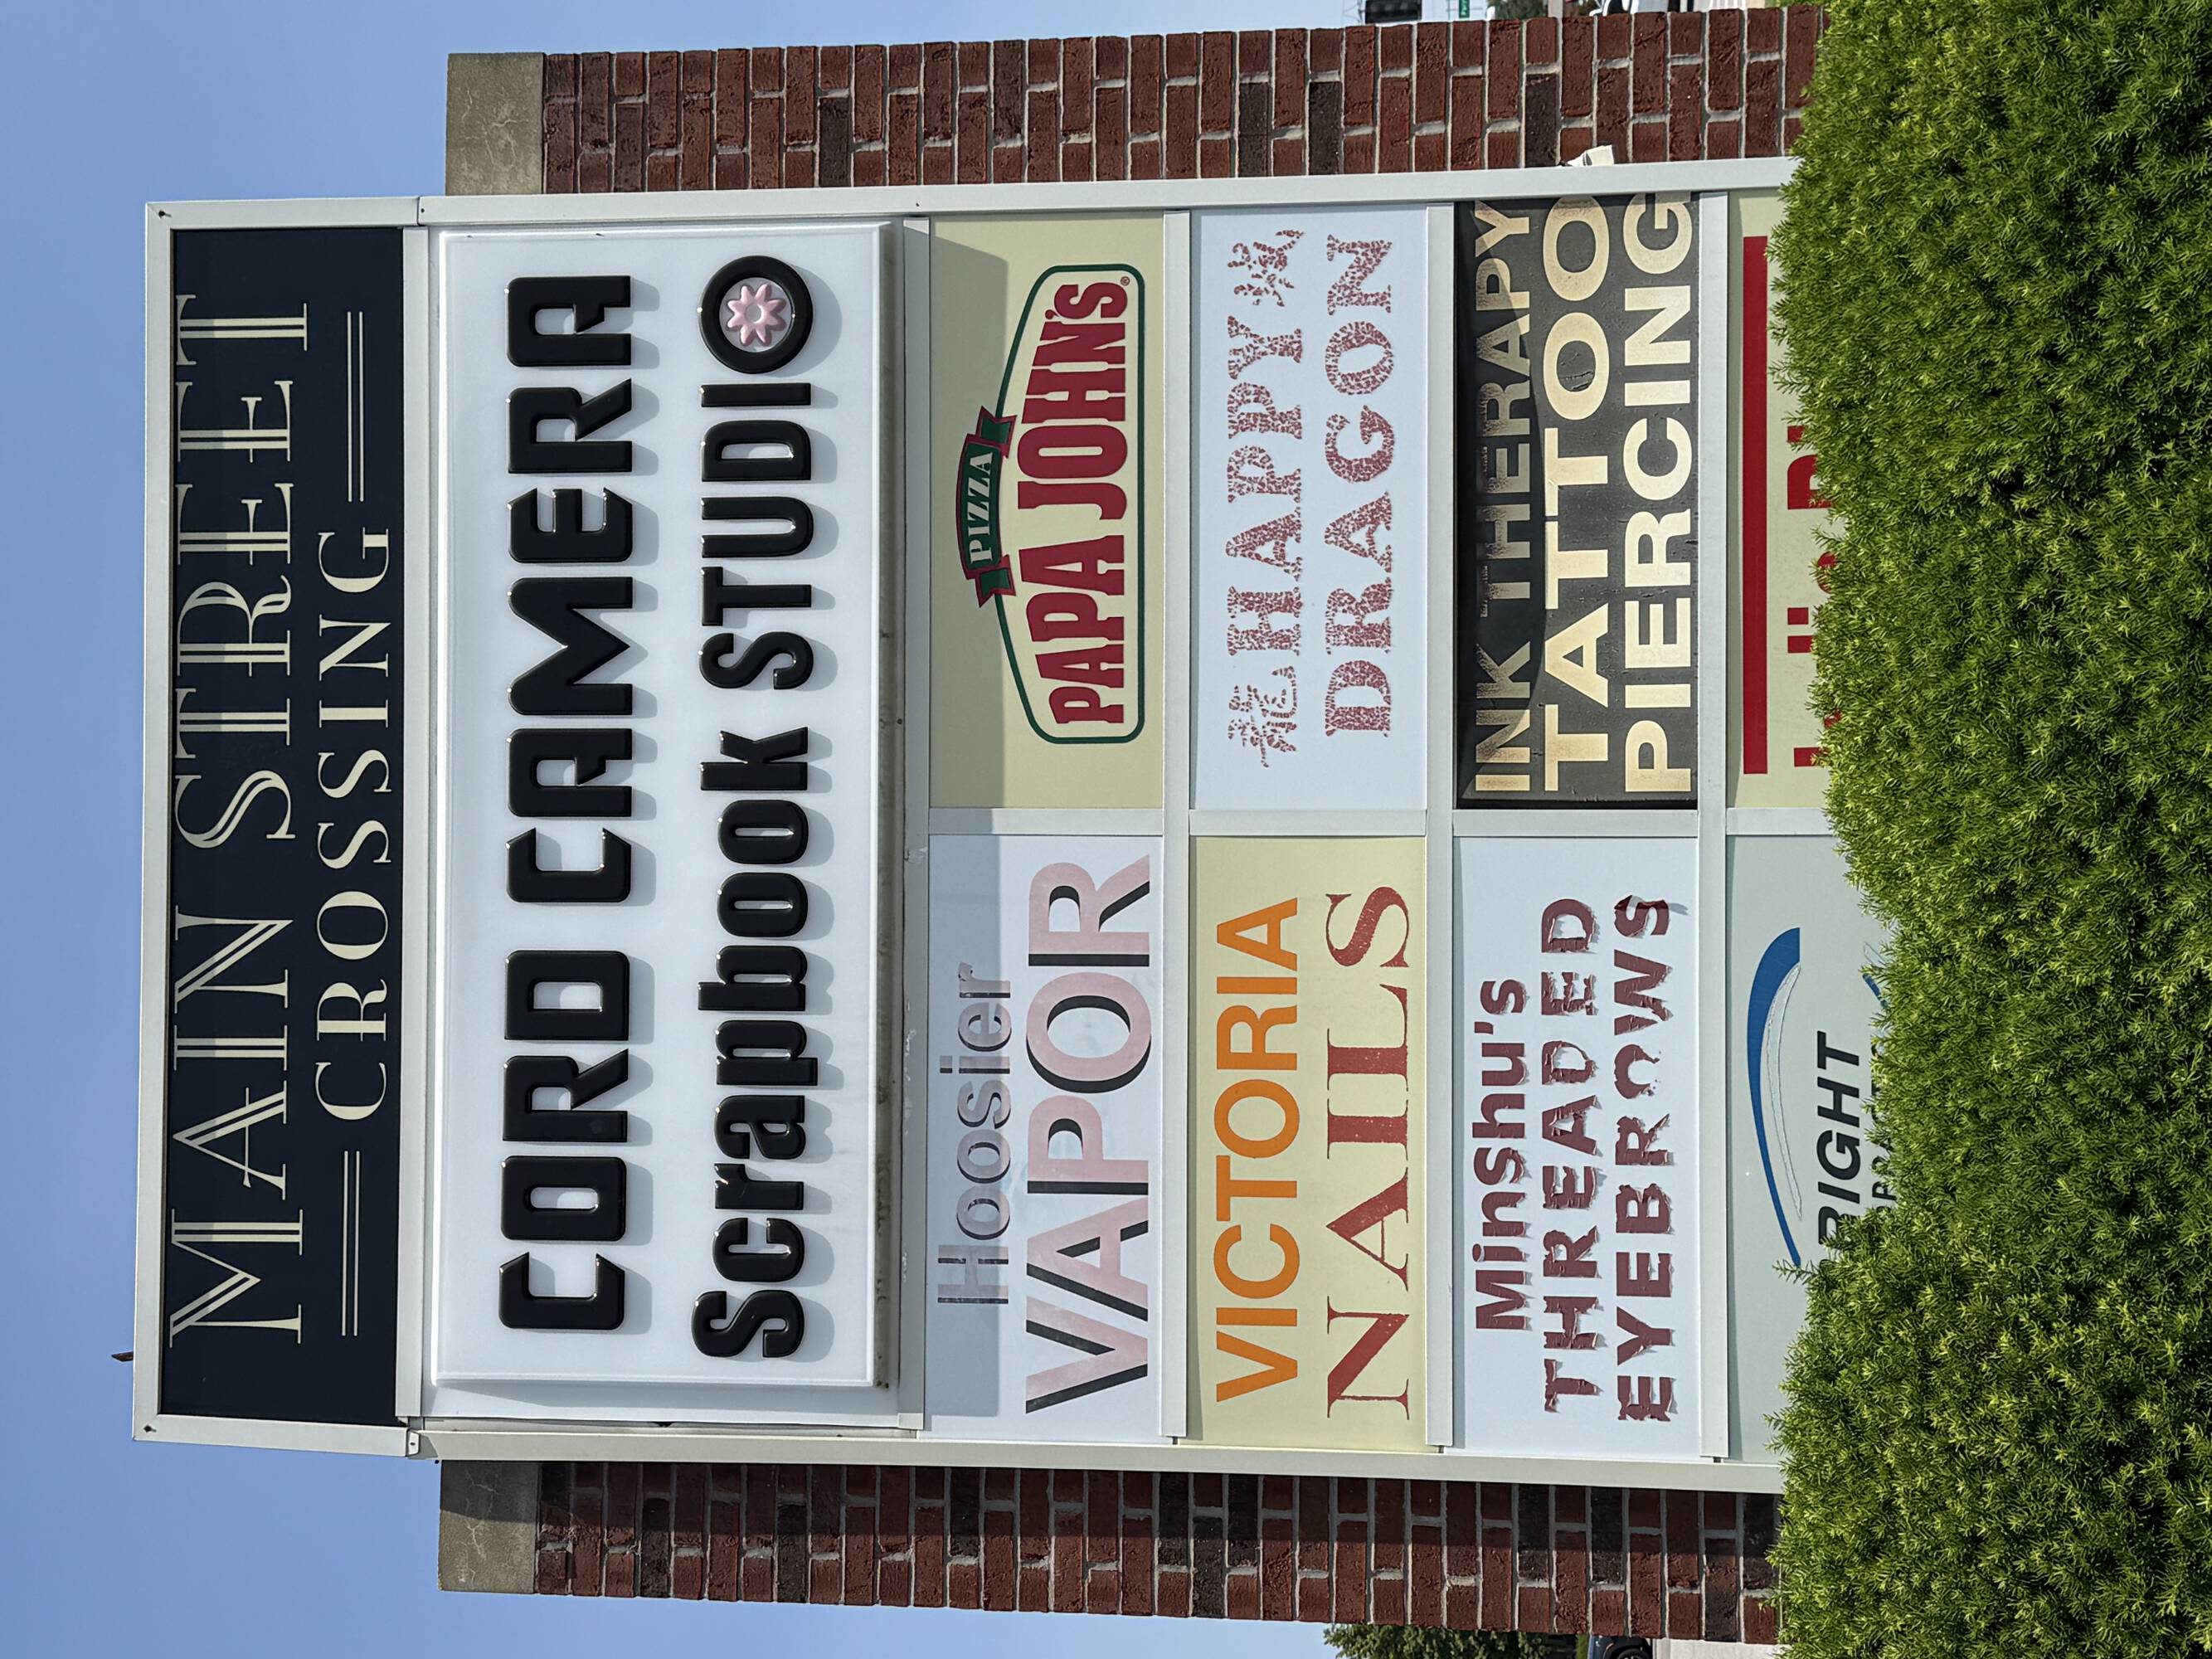 MAIN STREET
CROSSING
CORD CAMERA
Scrapbook STUDIO
Hoosier
VAPOR
PIZZA
PAPA JOHN'S®
VICTORIA
NAILS
HAPPY
DRAGON
Minshu's
THREADED
EYEBROWS
INK THERAPY
TATTOO
PIERCING
RIGHT